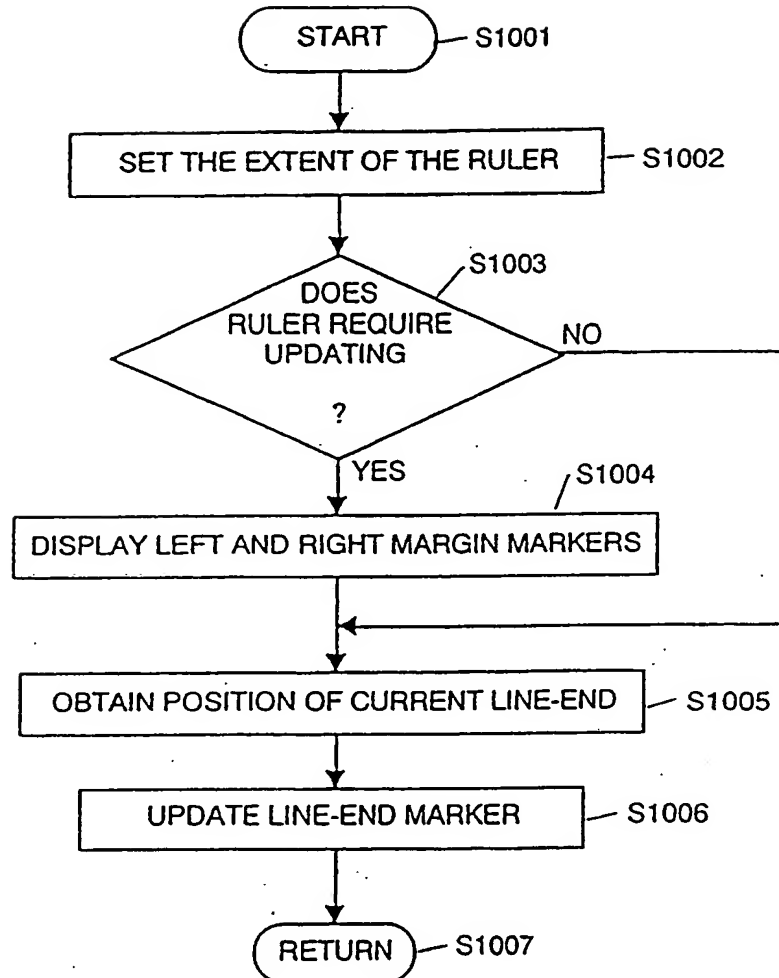 START
S1001
SET THE EXTENT OF THE RULER
S1002
S1003
DOES
RULER REQUIRE
UPDATING
?
NO
YES
S1004
DISPLAY LEFT AND RIGHT MARGIN MARKERS
OBTAIN POSITION OF CURRENT LINE-END
S1005
UPDATE LINE-END MARKER
S1006
RETURN
S1007